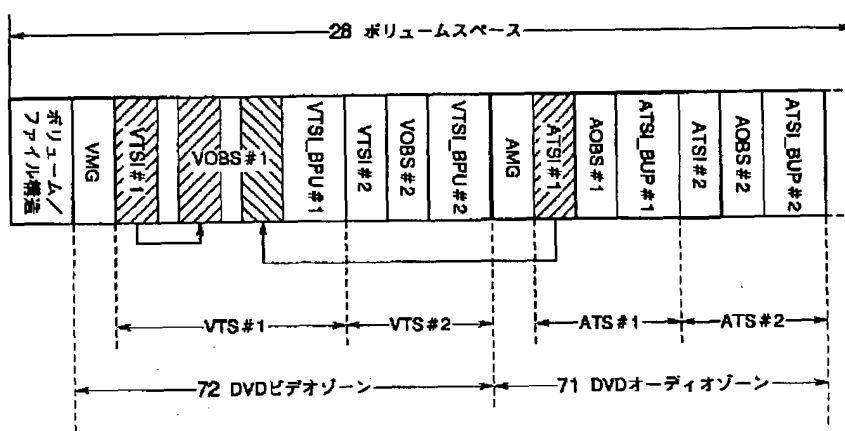 28 ボリュームスペース
ボリューム/
ファイル構造
VMG
VTSI#1
VOBS#1
VTSI_BPU#1
VTSI#2
VOBS#2
VTSI_BPU#2
AMG
ATSI#1
AOBS#1
ATSI_BUP#1
ATSI#2
AOBS#2
ATSI_BUP#2
VTS#1
VTS#2
ATS#1
ATS#2
72 DVDビデオゾーン
71 DVDオーディオゾーン